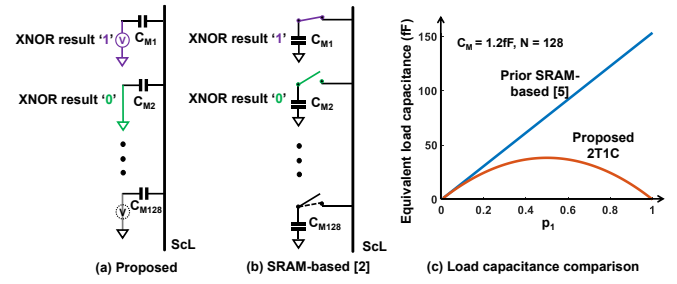 XNOR result '1'
V
C_M1
XNOR result '0'
C_M2
V
C_M128
ScL
(a) Proposed
XNOR result '1'
C_M1
XNOR result '0'
C_M2
C_M128
ScL
(b) SRAM-based [2]
Equivalent load capacitance (fF)
150
100
50
0
C_M = 1.2fF, N = 128
Prior SRAM-
based [5]
Proposed
2T1C
0 0.2 0.4 0.6 0.8 1
p_1
(c) Load capacitance comparison